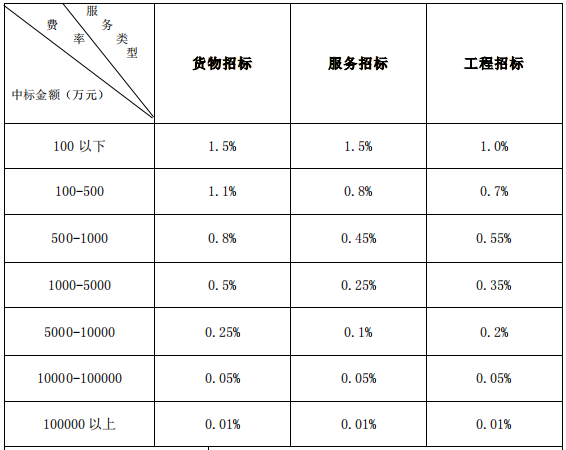 服务类型
费率
中标金额（万元）
货物招标 服务招标 工程招标
100 以下 1.5% 1.5% 1.0%
100-500 1.1% 0.8% 0.7%
500-1000 0.8% 0.45% 0.55%
1000-5000 0.5% 0.25% 0.35%
5000-10000 0.25% 0.1% 0.2%
10000-100000 0.05% 0.05% 0.05%
100000 以上 0.01% 0.01% 0.01%